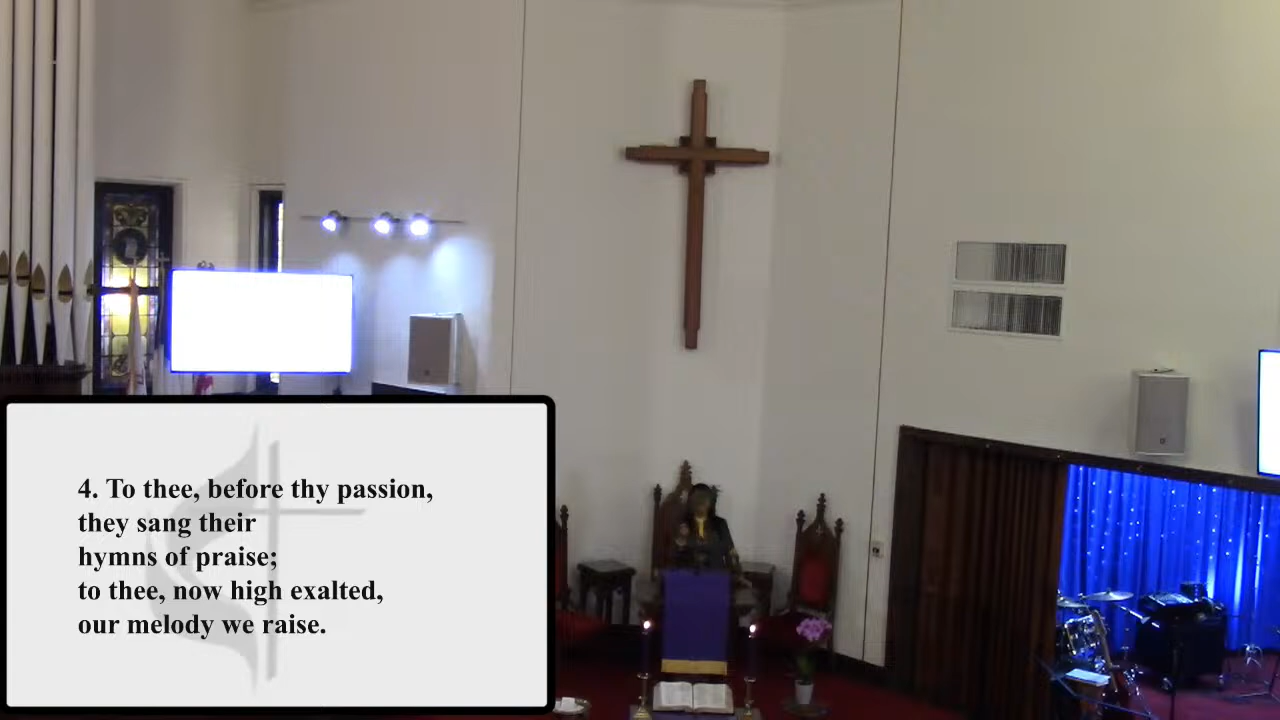 4. To thee, before thy passion,
they sang their
hymns of praise;
to thee, now high exalted,
our melody we raise.